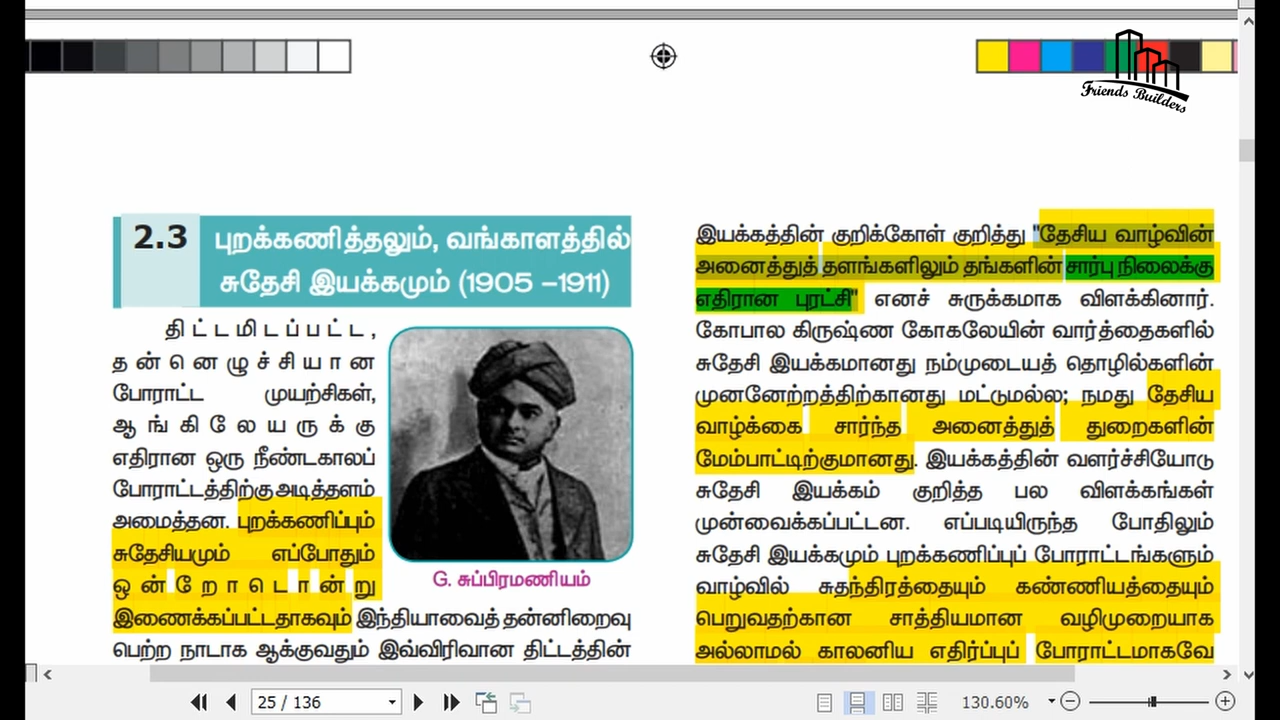 Friends Builders
2.3
புறக்கணித்தலும், வங்காளத்தில்
சுதேசி இயக்கமும் (1905 –1911)
திட்டமிடப்பட்ட,
தன்னெழுச்சியான
போராட்ட முயற்சிகள்,
ஆங்கிலேயருக்கு
எதிரான ஒரு நீண்டகாலப்
போராட்டத்திற்கு அடித்தளம்
அமைத்தன. புறக்கணிப்பும்
சுதேசியமும் எப்போதும்
ஒன்றோடொன்று
இணைக்கப்பட்டதாகவும் இந்தியாவைத் தன்னிறைவு
பெற்ற நாடாக ஆக்குவதும் இவ்விரிவான திட்டத்தின்
G. சுப்பிரமணியம்
இயக்கத்தின் குறிக்கோள் குறித்து "தேசிய வாழ்வின்
அனைத்துத் தளங்களிலும் தங்களின் சார்பு நிலைக்கு
எதிரான புரட்சி" எனச் சுருக்கமாக விளக்கினார்.
கோபால கிருஷ்ண கோகலேயின் வார்த்தைகளில்
சுதேசி இயக்கமானது நம்முடையத் தொழில்களின்
முனனேற்றத்திற்கானது மட்டுமல்ல; நமது தேசிய
வாழ்க்கை சார்ந்த அனைத்துத் துறைகளின்
மேம்பாட்டிற்குமானது. இயக்கத்தின் வளர்ச்சியோடு
சுதேசி இயக்கம் குறித்த பல விளக்கங்கள்
முன்வைக்கப்பட்டன. எப்படியிருந்த போதிலும்
சுதேசி இயக்கமும் புறக்கணிப்புப் போராட்டங்களும்
வாழ்வில் சுதந்திரத்தையும் கண்ணியத்தையும்
பெறுவதற்கான சாத்தியமான வழிமுறையாக
அல்லாமல் காலனிய எதிர்ப்புப் போராட்டமாகவே
25 / 136
130.60%